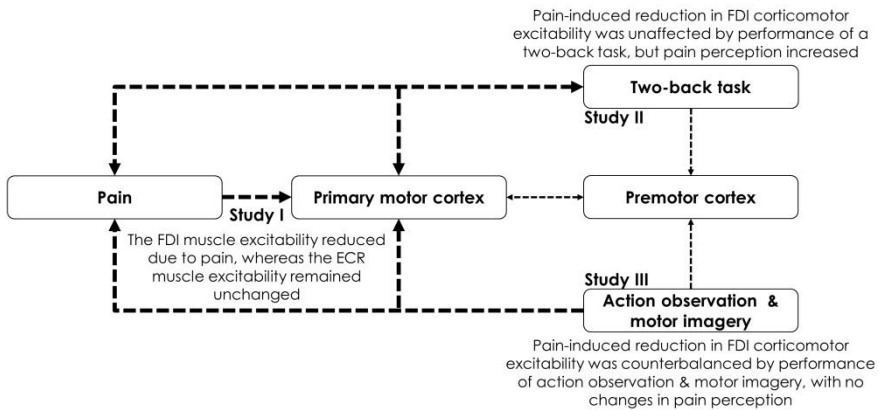 Pain-induced reduction in FDI corticomotor
excitability was unaffected by performance of a
two-back task, but pain perception increased
Two-back task
Study II
Pain
Primary motor cortex
Premotor cortex
Study I
The FDI muscle excitability reduced
due to pain, whereas the ECR
muscle excitability remained
unchanged
Study III
Action observation &
motor imagery
Pain-induced reduction in FDI corticomotor
excitability was counterbalanced by performance
of action observation & motor imagery, with no
changes in pain perception